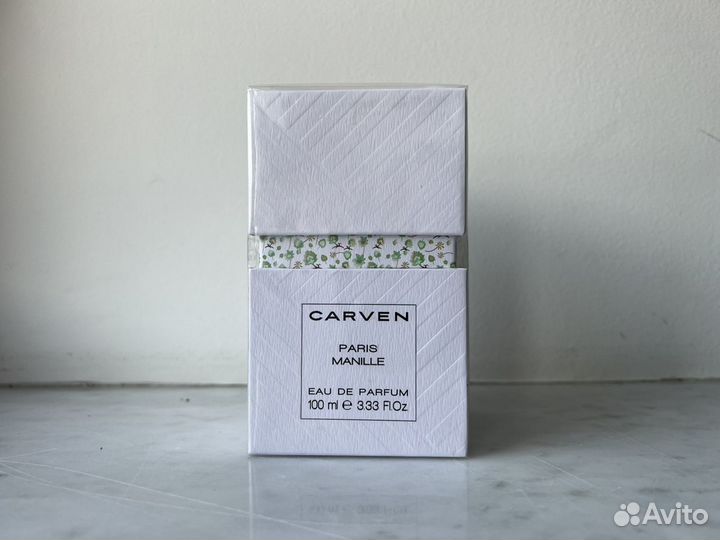 CARVEN
PARIS
MANILLE
EAU DE PARFUM
100 ml e 3.33 Fl.Oz.
Avito